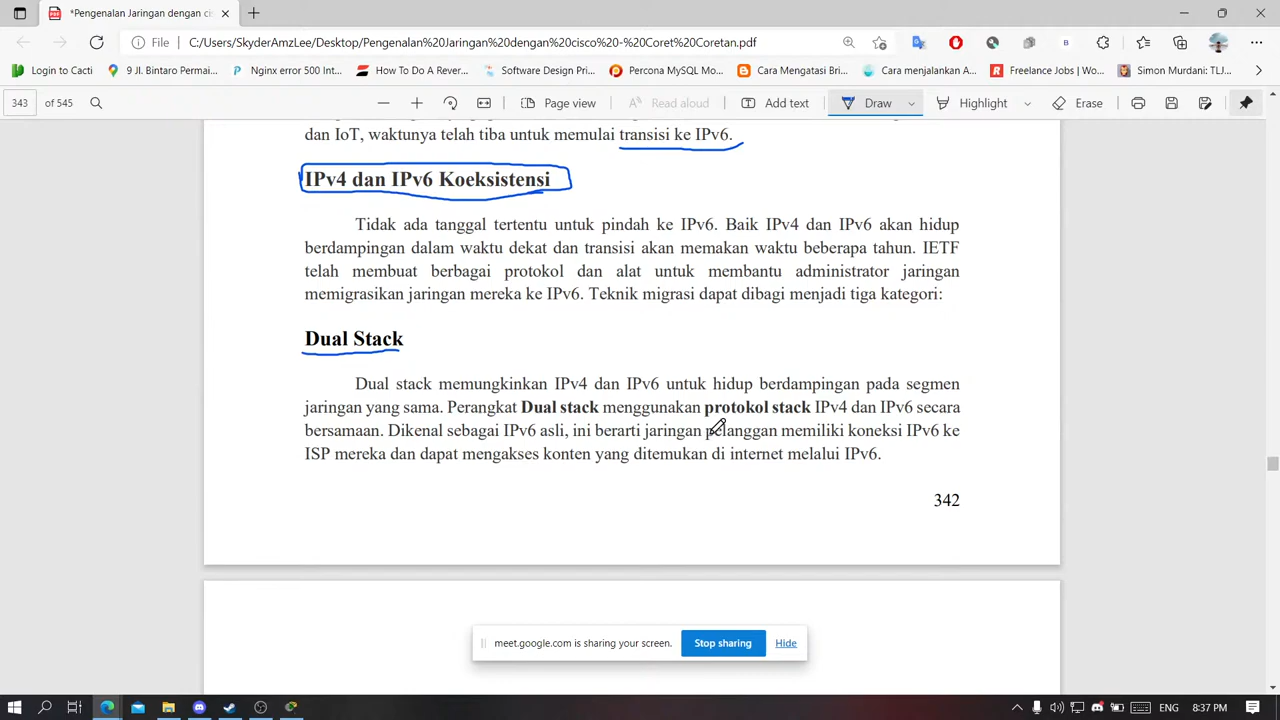 *Pengenalan Jaringan dengan cis
File
C:/Users/SkyderAmzLee/Desktop/Pengenalan%20Jaringan%20dengan%20cisco%20-%20Coret%20Coretan.pdf
Login to Cacti
9 Jl. Bintaro Permai...
Nginx error 500 Int...
How To Do A Rever...
Software Design Pri...
Percona MySQL Mo...
Cara Mengatasi Bri...
Cara menjalankan A...
Freelance Jobs | Wo...
Simon Murdani: TLJ...
343 of 545
Page view
Read aloud
Add text
Draw
Highlight
Erase
dan IoT, waktunya telah tiba untuk memulai transisi ke IPv6.
IPv4 dan IPv6 Koeksistensi
Tidak ada tanggal tertentu untuk pindah ke IPv6. Baik IPv4 dan IPv6 akan hidup
berdampingan dalam waktu dekat dan transisi akan memakan waktu beberapa tahun. IETF
telah membuat berbagai protokol dan alat untuk membantu administrator jaringan
memigrasikan jaringan mereka ke IPv6. Teknik migrasi dapat dibagi menjadi tiga kategori:
Dual Stack
Dual stack memungkinkan IPv4 dan IPv6 untuk hidup berdampingan pada segmen
jaringan yang sama. Perangkat Dual stack menggunakan protokol stack IPv4 dan IPv6 secara
bersamaan. Dikenal sebagai IPv6 asli, ini berarti jaringan pelanggan memiliki koneksi IPv6 ke
ISP mereka dan dapat mengakses konten yang ditemukan di internet melalui IPv6.
342
meet.google.com is sharing your screen.
Stop sharing
Hide
ENG
8:37 PM